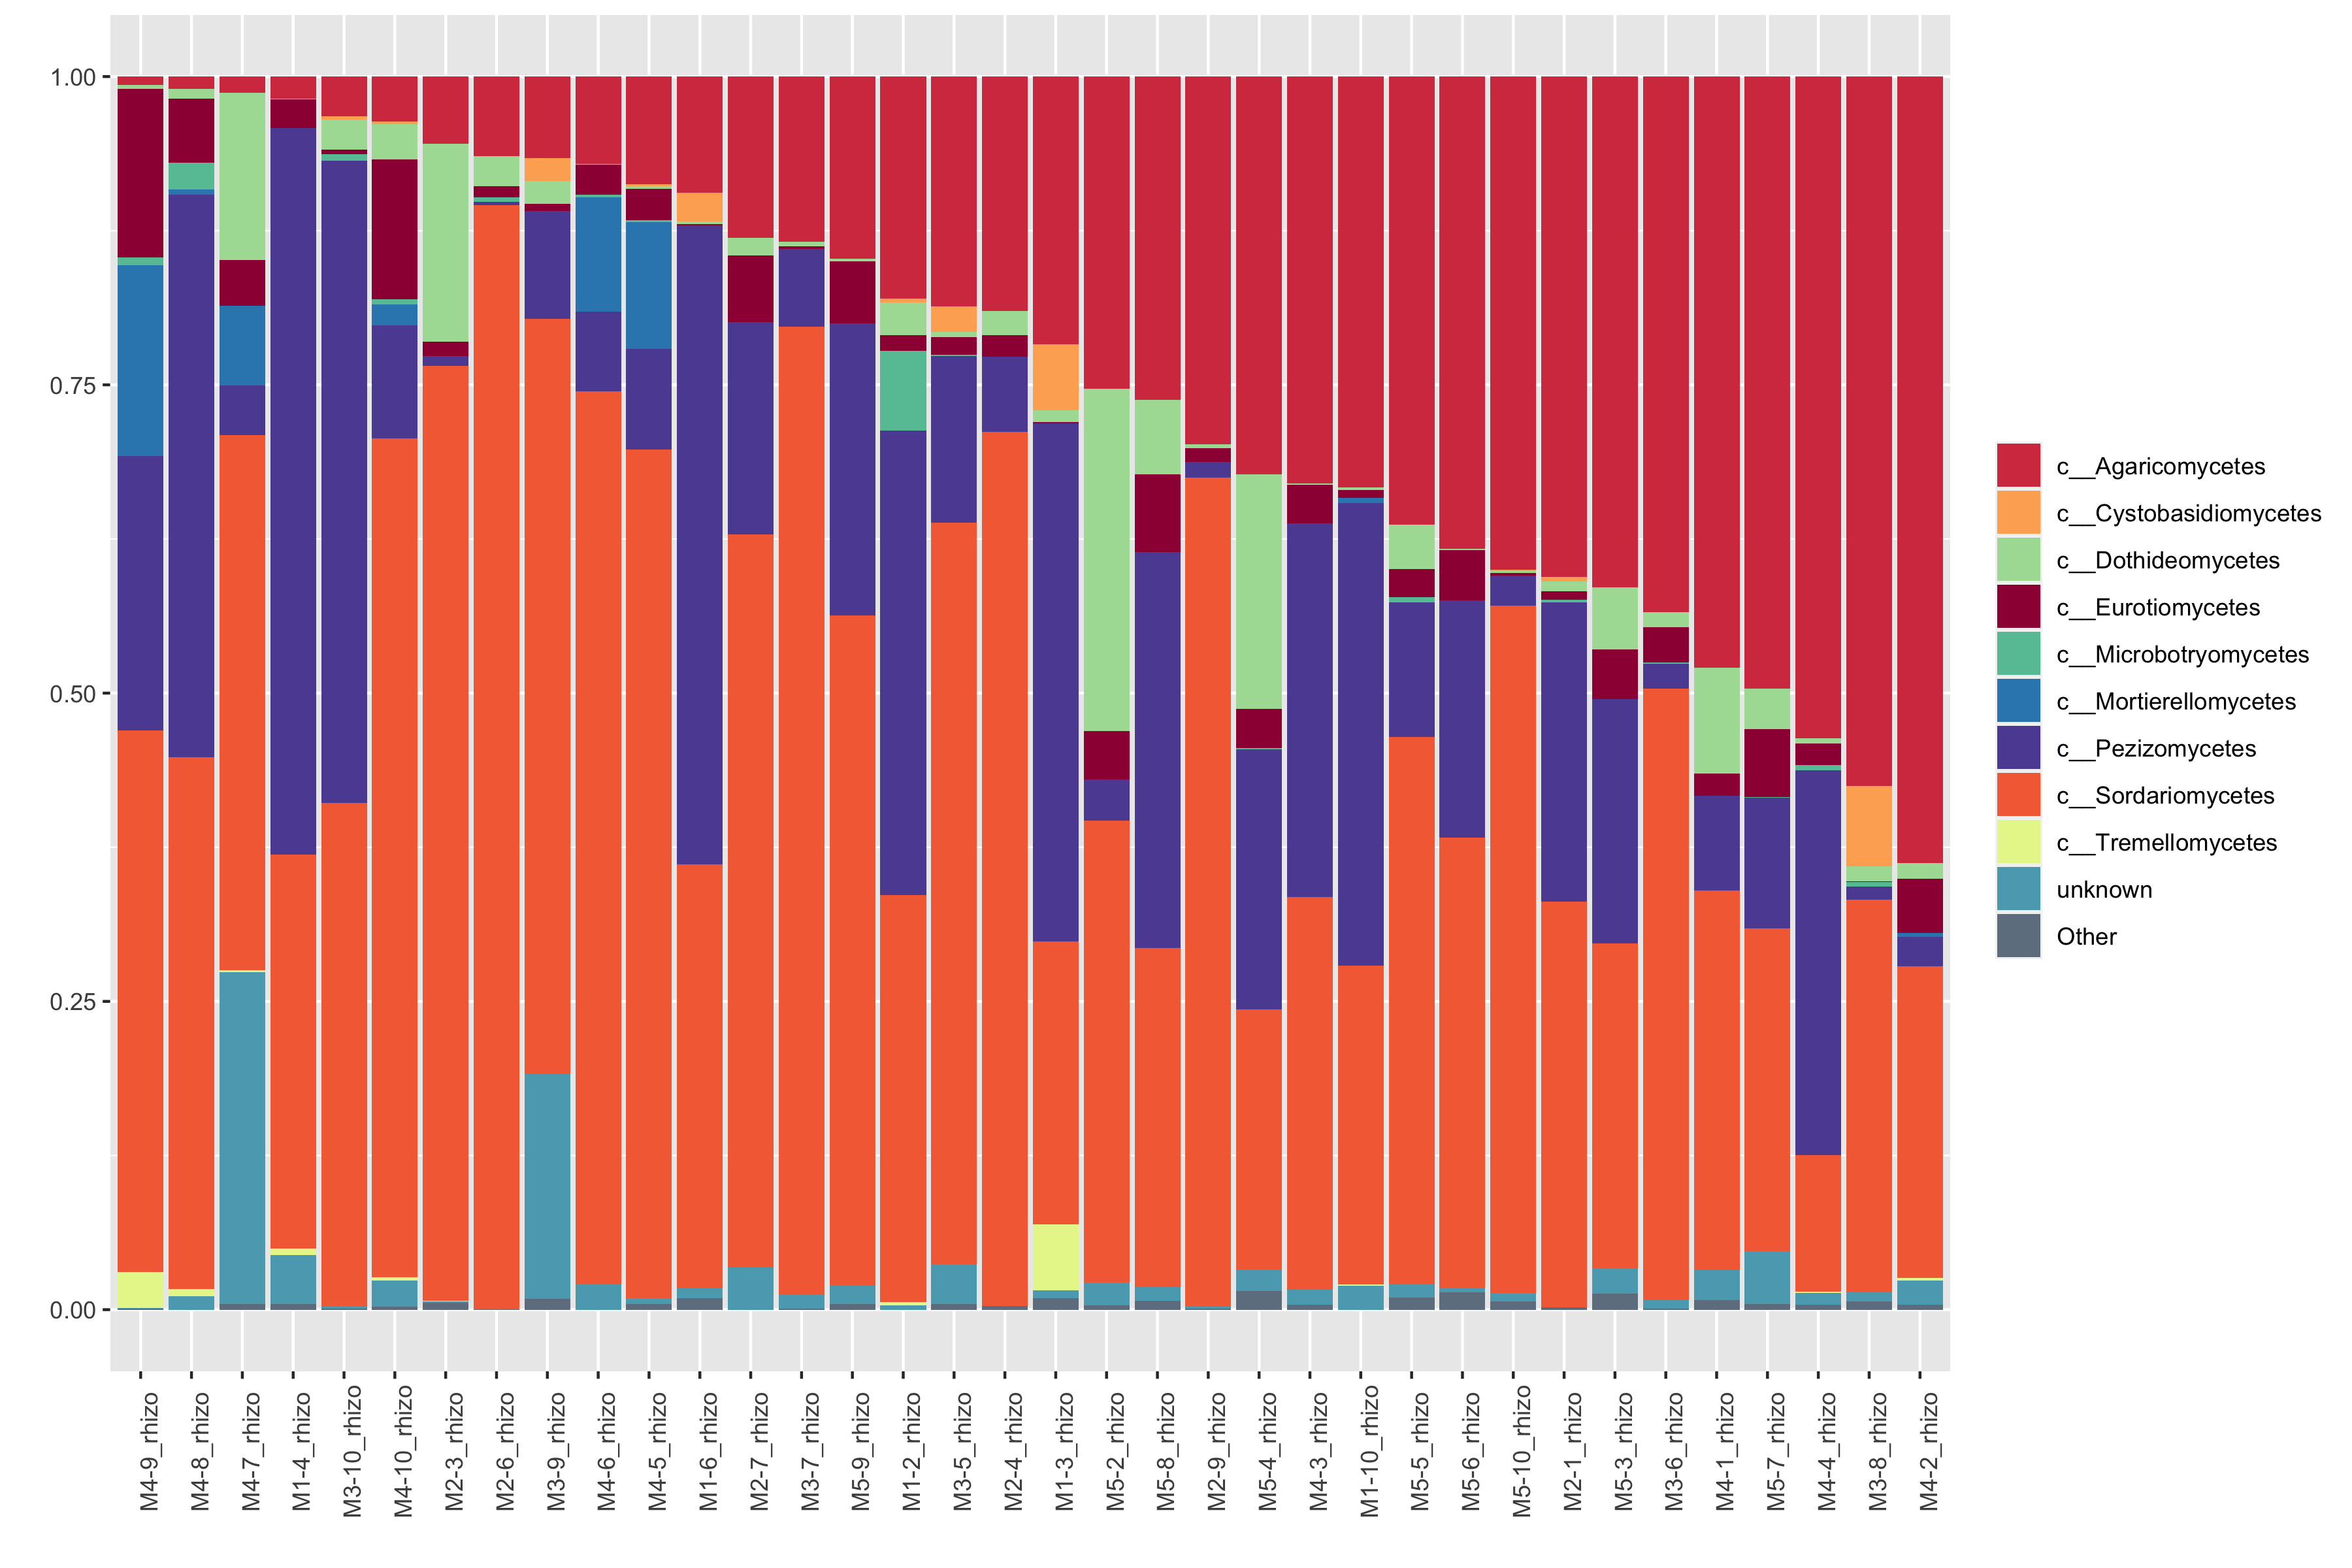 1.00
0.75
0.50
0.25
0.00
M4-9_rhizo
M4-8_rhizo
M4-7_rhizo
M1-4_rhizo
M3-10_rhizo
M4-10_rhizo
M2-3_rhizo
M2-6_rhizo
M3-9_rhizo
M4-6_rhizo
M4-5_rhizo
M1-6_rhizo
M2-7_rhizo
M3-7_rhizo
M5-9_rhizo
M1-2_rhizo
M3-5_rhizo
M2-4_rhizo
M1-3_rhizo
M5-2_rhizo
M5-8_rhizo
M2-9_rhizo
M5-4_rhizo
M4-3_rhizo
M1-10_rhizo
M5-5_rhizo
M5-6_rhizo
M5-10_rhizo
M2-1_rhizo
M5-3_rhizo
M3-6_rhizo
M4-1_rhizo
M5-7_rhizo
M4-4_rhizo
M3-8_rhizo
M4-2_rhizo
c__Agaricomycetes
c__Cystobasidiomycetes
c__Dothideomycetes
c__Eurotiomycetes
c__Microbotryomycetes
c__Mortierellomycetes
c__Pezizomycetes
c__Sordariomycetes
c__Tremellomycetes
unknown
Other